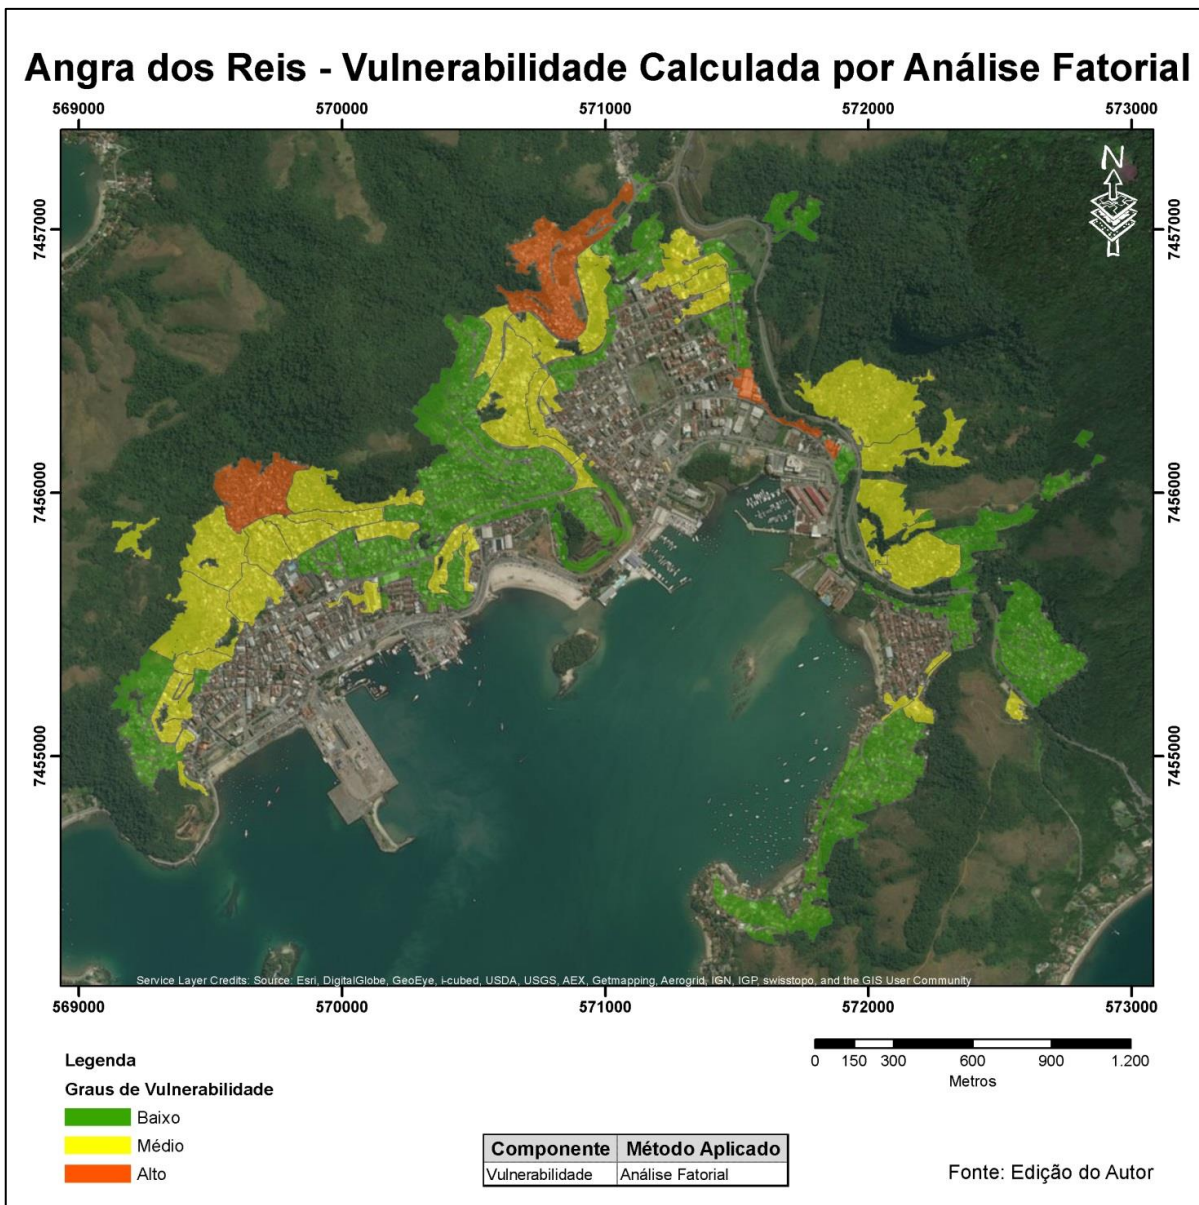 Angra dos Reis - Vulnerabilidade Calculada por Análise Fatorial
569000 570000 571000 572000 573000
N
7457000 7457000
7456000 7456000
7455000 7455000
Service Layer Credits: Source: Esri, DigitalGlobe, GeoEye, i-cubed, USDA, USGS, AEX, Getmapping, Aerogrid, IGN, IGP, swisstopo, and the GIS User Community
569000 570000 571000 572000 573000
0 150 300 600 900 1.200
Metros
Legenda
Graus de Vulnerabilidade
Baixo
Médio
Alto
Componente Método Aplicado
Vulnerabilidade Análise Fatorial
Fonte: Edição do Autor